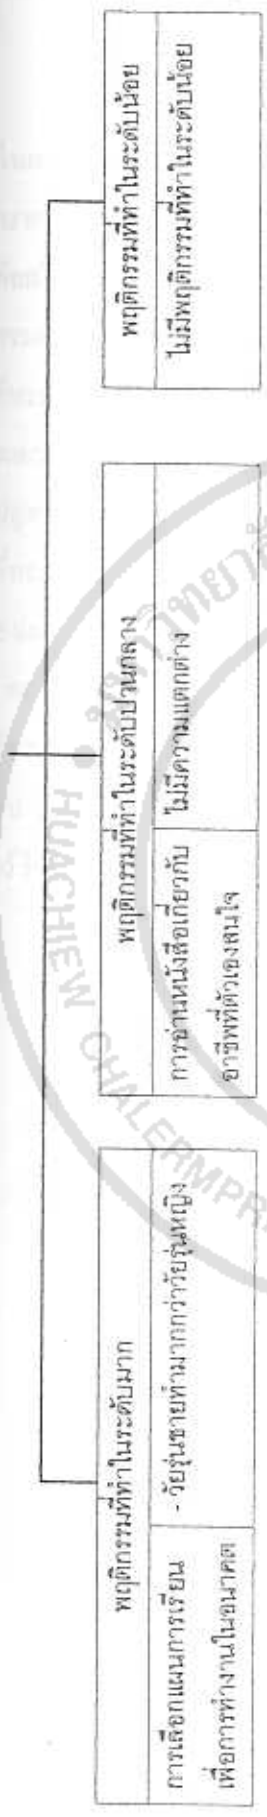 พฤติกรรมที่ทำในระดับมาก
การเลือกแผนการเรียน
เพื่อการทำงานในอนาคต
- วัยรุ่นชายทำมากกว่าวัยรุ่นหญิง
พฤติกรรมที่ทำในระดับปานกลาง
การอ่านหนังสือเกี่ยวกับ
อาชีพที่ตัวเองสนใจ
ไม่มีความแตกต่าง
พฤติกรรมที่ทำในระดับน้อย
ไม่มีพฤติกรรมที่ทำในระดับน้อย
HUACHIEW